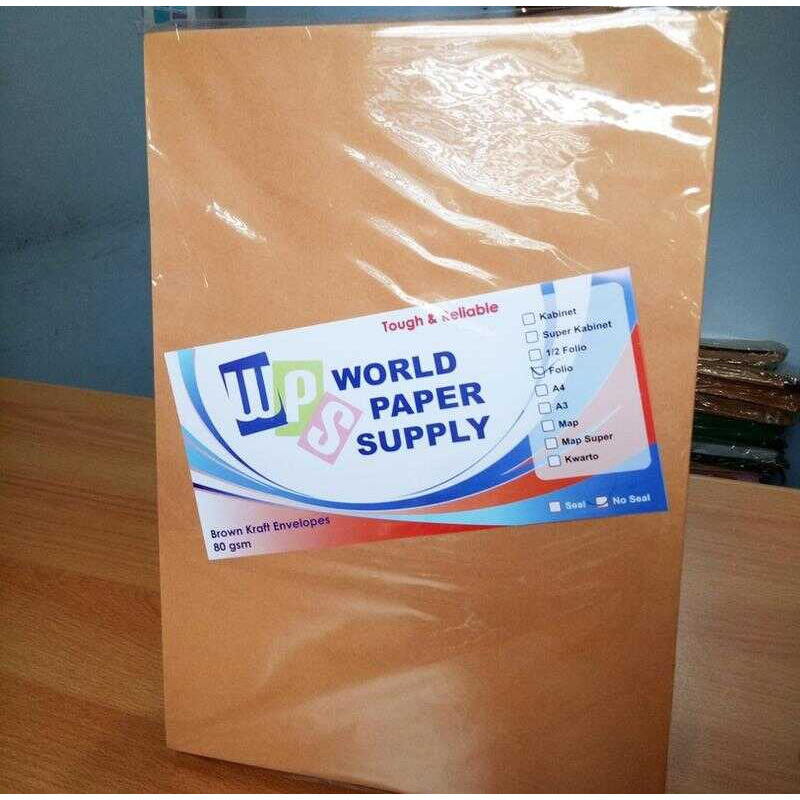 Tough & Reliable
WPS
WORLD
PAPER
SUPPLY
Kabinet
Super Kabinet
1/2 Folio
Folio
A4
A3
Map
Map Super
Kwarto
Seal No Seal
Brown Kraft Envelopes
80 gsm